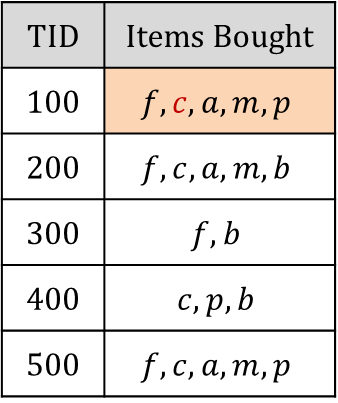 TID Items Bought
100 f, c, a, m, p
200 f, c, a, m, b
300 f, b
400 c, p, b
500 f, c, a, m, p